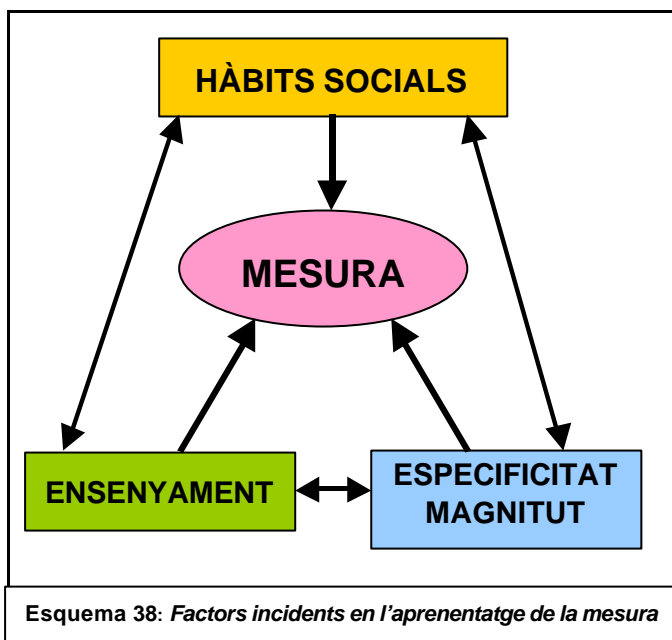 HÀBITS SOCIALS
MESURA
ENSENYAMENT
ESPECIFICITAT
MAGNITUT
Esquema 38: Factors incidents en l'aprenentatge de la mesura